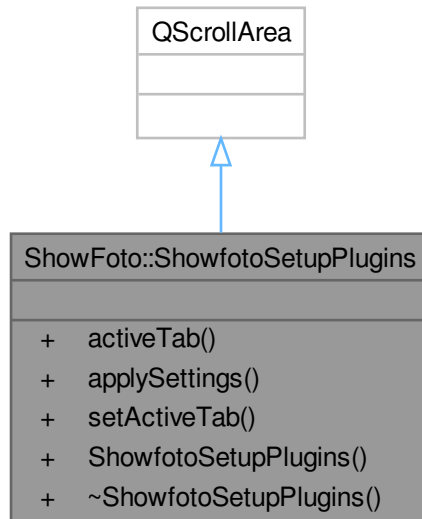 QScrollArea
ShowFoto::ShowfotoSetupPlugins
+ activeTab()
+ applySettings()
+ setActiveTab()
+ ShowfotoSetupPlugins()
+ ~ShowfotoSetupPlugins()